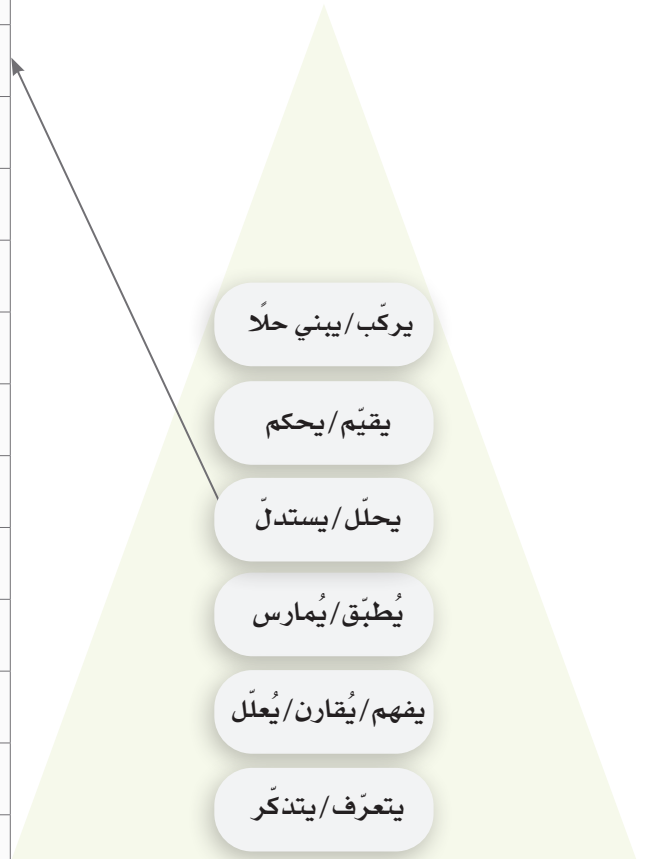 يركّب/يبني حلًا
يقيّم/يحكم
يحلّل/يستدلّ
يُطبّق/يُمارس
يفهم/يُقارن/يُعلّل
يتعرّف/يتذكّر